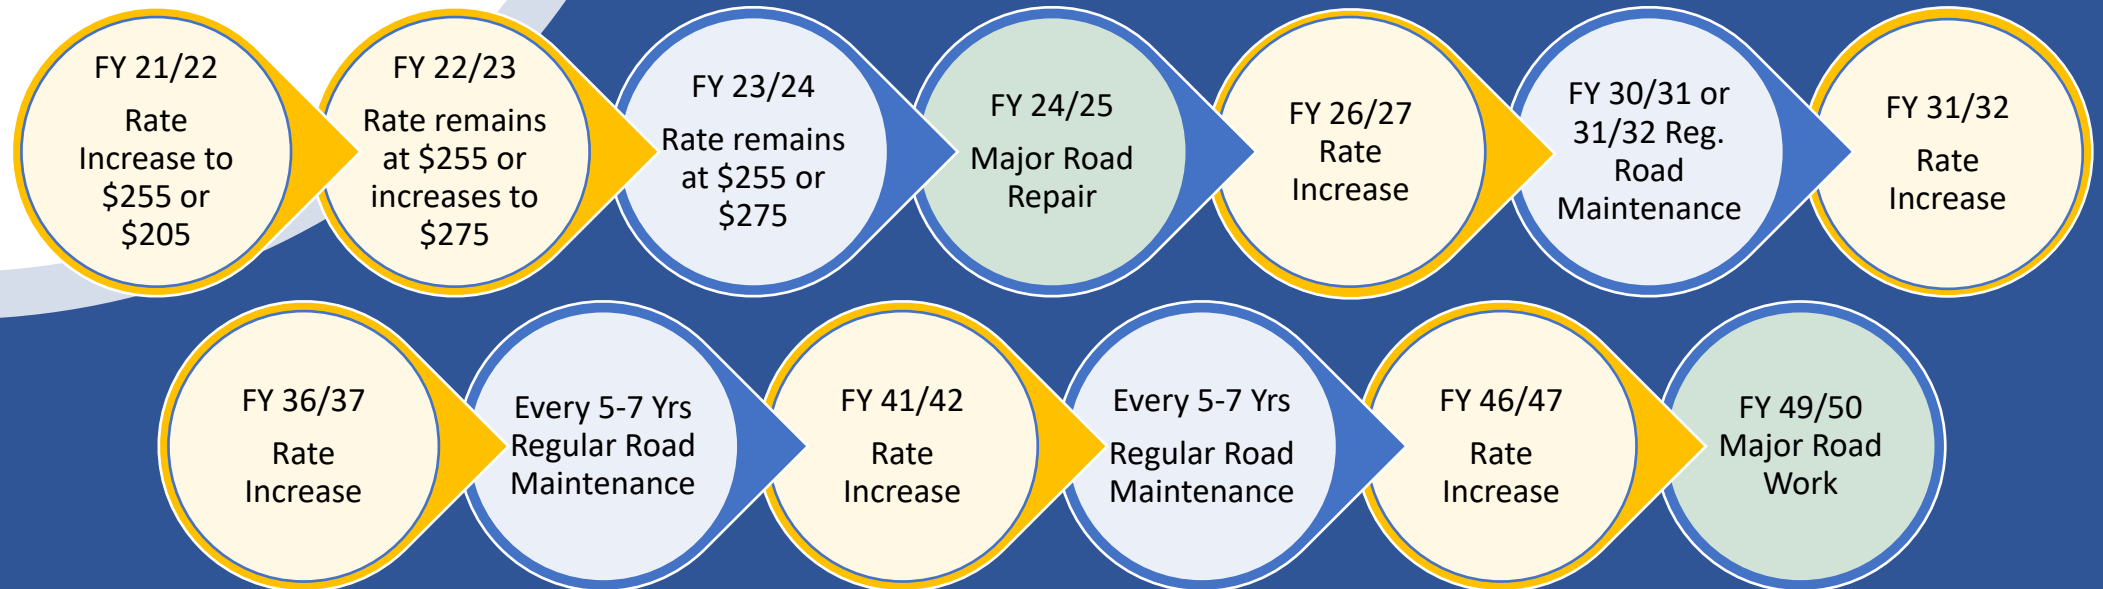 FY 21/22
Rate
Increase to
$255 or
$205
FY 22/23
Rate remains
at $255 or
increases to
$275
FY 23/24
Rate remains
at $255 or
$275
FY 24/25
Major Road
Repair
FY 26/27
Rate
Increase
FY 30/31 or
31/32 Reg.
Road
Maintenance
FY 31/32
Rate
Increase
FY 36/37
Rate
Increase
Every 5-7 Yrs
Regular Road
Maintenance
FY 41/42
Rate
Increase
Every 5-7 Yrs
Regular Road
Maintenance
FY 46/47
Rate
Increase
FY 49/50
Major Road
Work